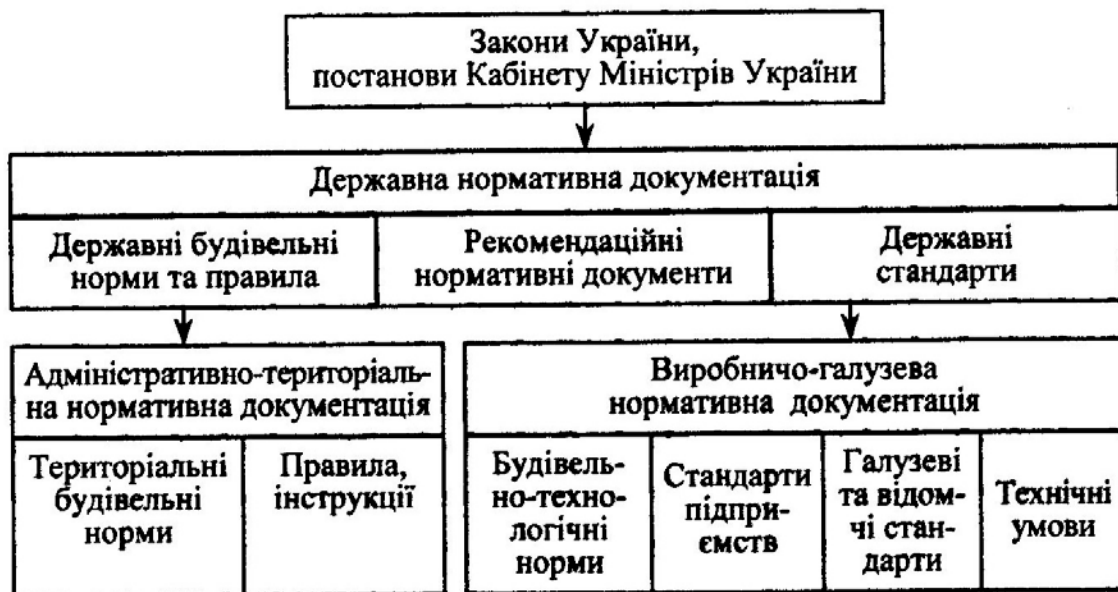 Закони України,
постанови Кабінету Міністрів України
Державна нормативна документація
Державні будівельні
норми та правила
Рекомендаційні
нормативні документи
Державні
стандарти
Адміністративно-територіаль-
на нормативна документація
Територіальні
будівельні
норми
Правила,
інструкції
Виробничо-галузева
нормативна документація
Будівель-
но-техно-
логічні
норми
Стандарти
підпри-
ємств
Галузеві
та відом-
чі стан-
дарти
Технічні
умови